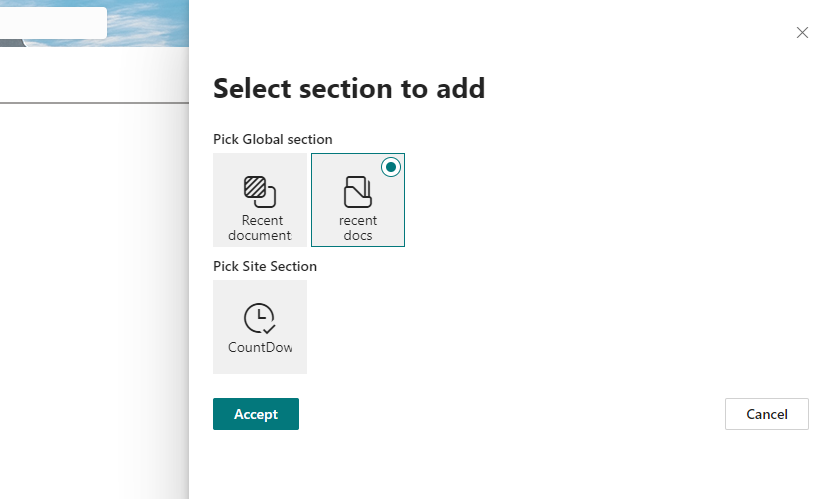 Select section to add
Pick Global section
Recent
document
recent
docs
Pick Site Section
CountDow
Accept
Cancel